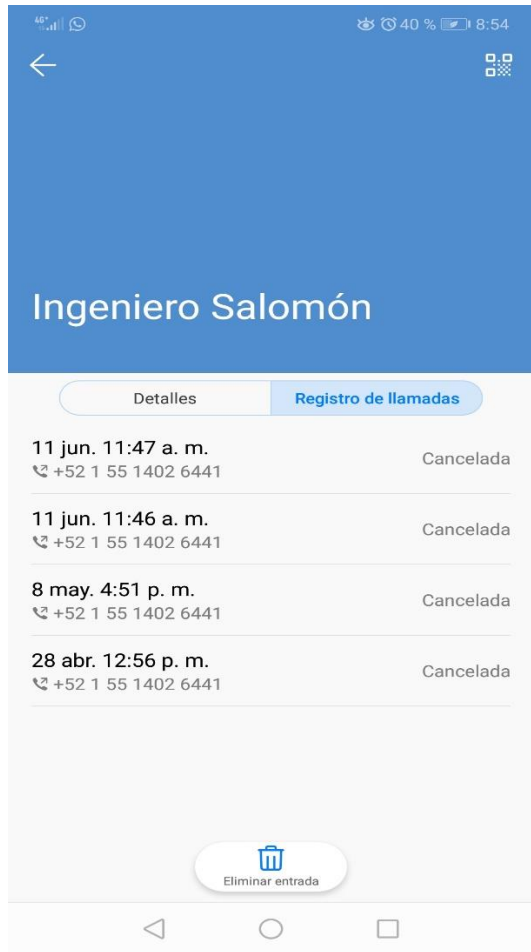 4G+ 40 % 8:54
Ingeniero Salomón
Detalles Registro de llamadas
11 jun. 11:47 a. m.
+52 1 55 1402 6441 Cancelada
11 jun. 11:46 a. m.
+52 1 55 1402 6441 Cancelada
8 may. 4:51 p. m.
+52 1 55 1402 6441 Cancelada
28 abr. 12:56 p. m.
+52 1 55 1402 6441 Cancelada
Eliminar entrada